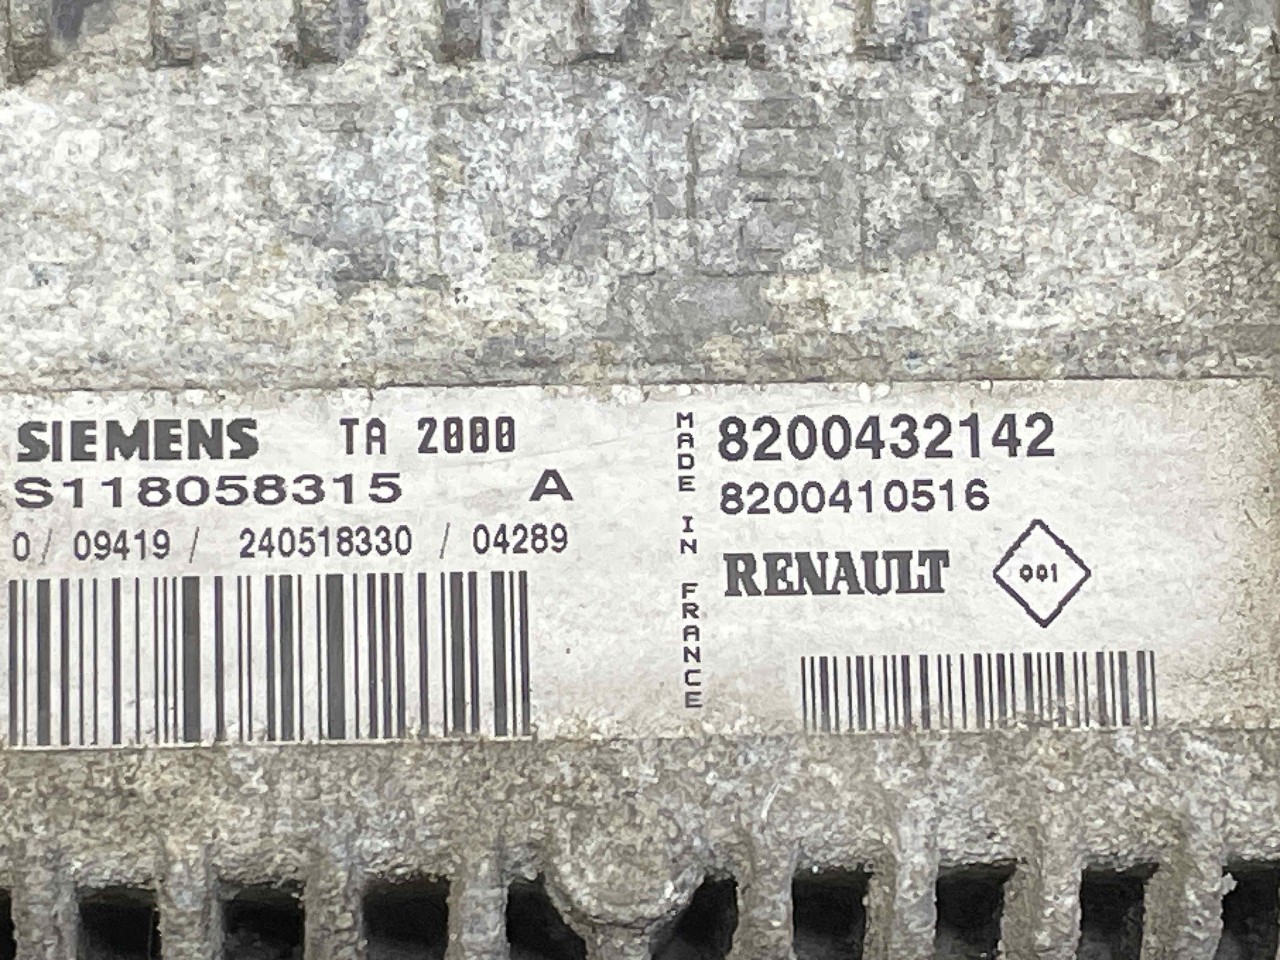 SIEMENS TA 2000
S118058315 A
0/ 09419 / 240518330 / 04289
MADE IN FRANCE
8200432142
8200410516
RENAULT 001